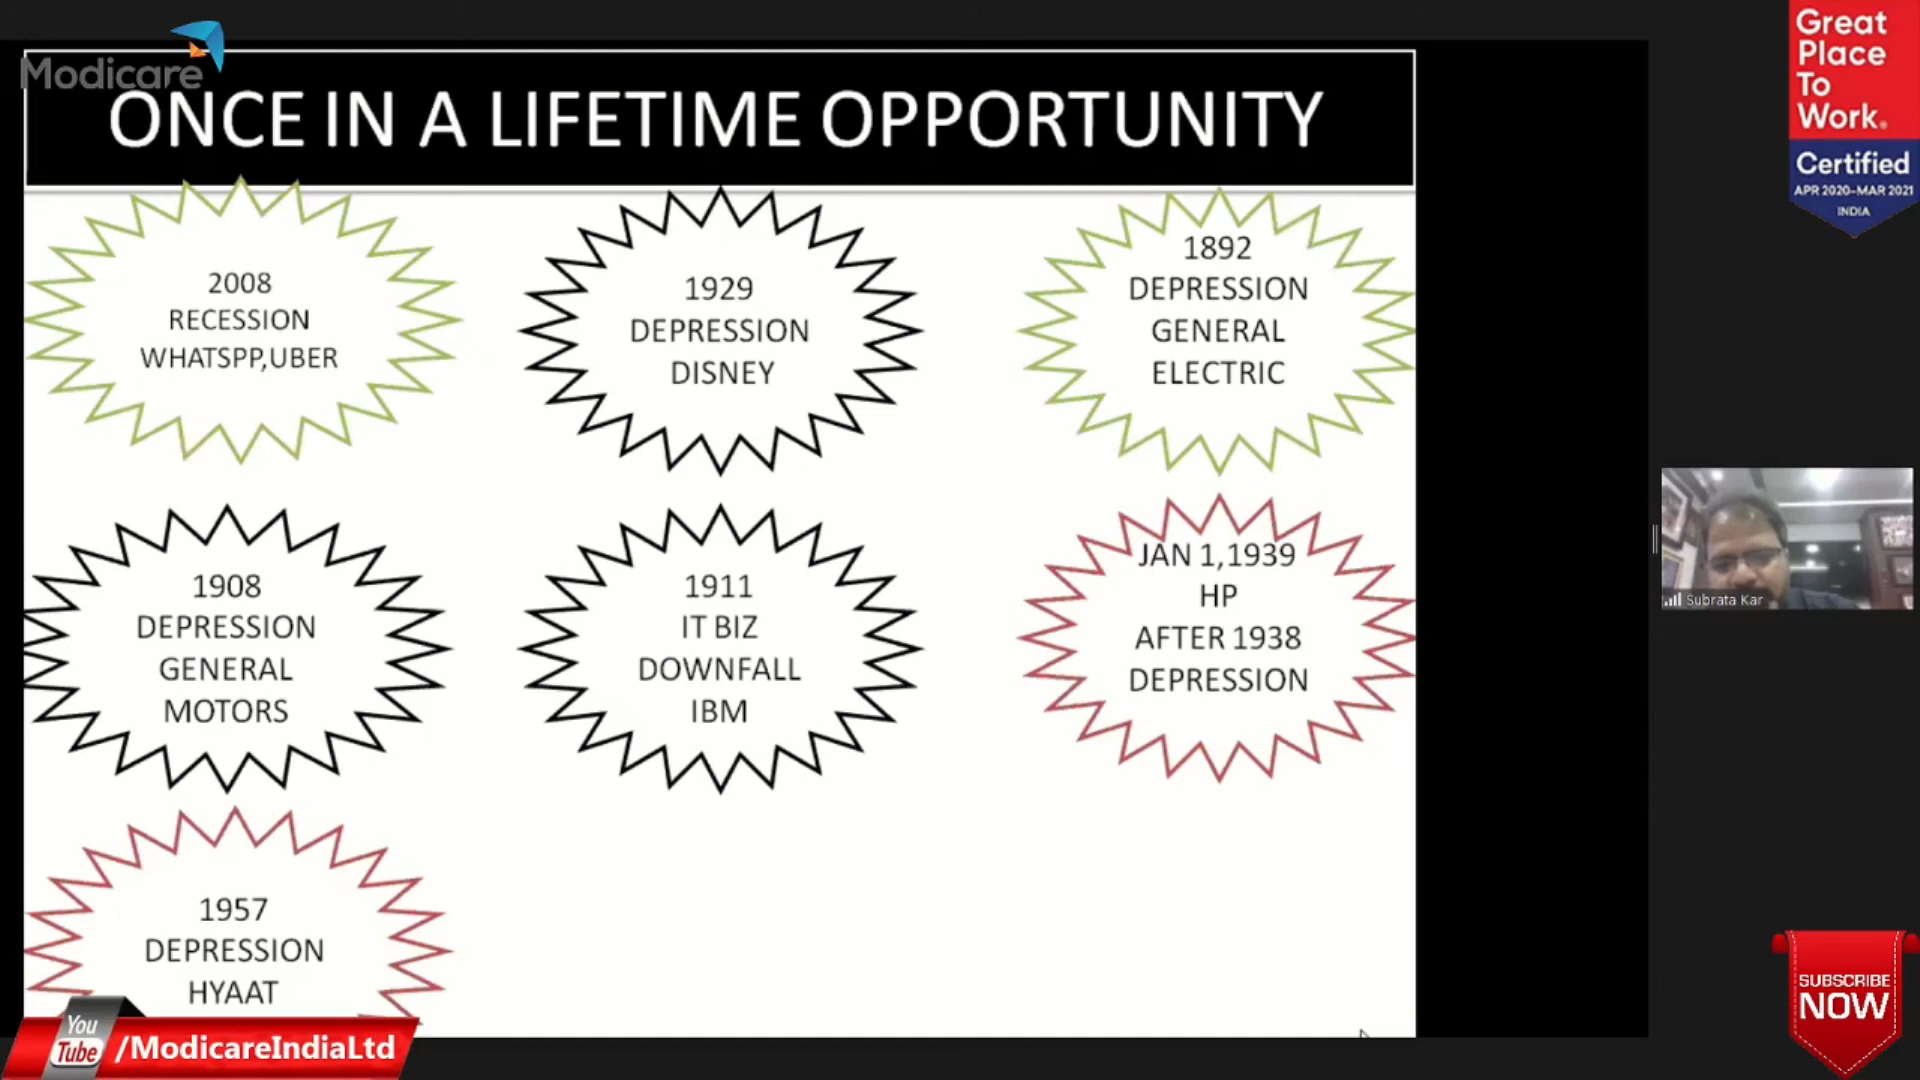 Modicare
ONCE IN A LIFETIME OPPORTUNITY
2008
RECESSION
WHATSPP,UBER
1929
DEPRESSION
DISNEY
1892
DEPRESSION
GENERAL
ELECTRIC
1908
DEPRESSION
GENERAL
MOTORS
1911
IT BIZ
DOWNFALL
IBM
JAN 1,1939
HP
AFTER 1938
DEPRESSION
1957
DEPRESSION
HYAAT
You
Tube
/ModicareIndiaLtd
Great
Place
To
Work®
Certified
APR 2020-MAR 2021
INDIA
Subrata Kar
SUBSCRIBE
NOW